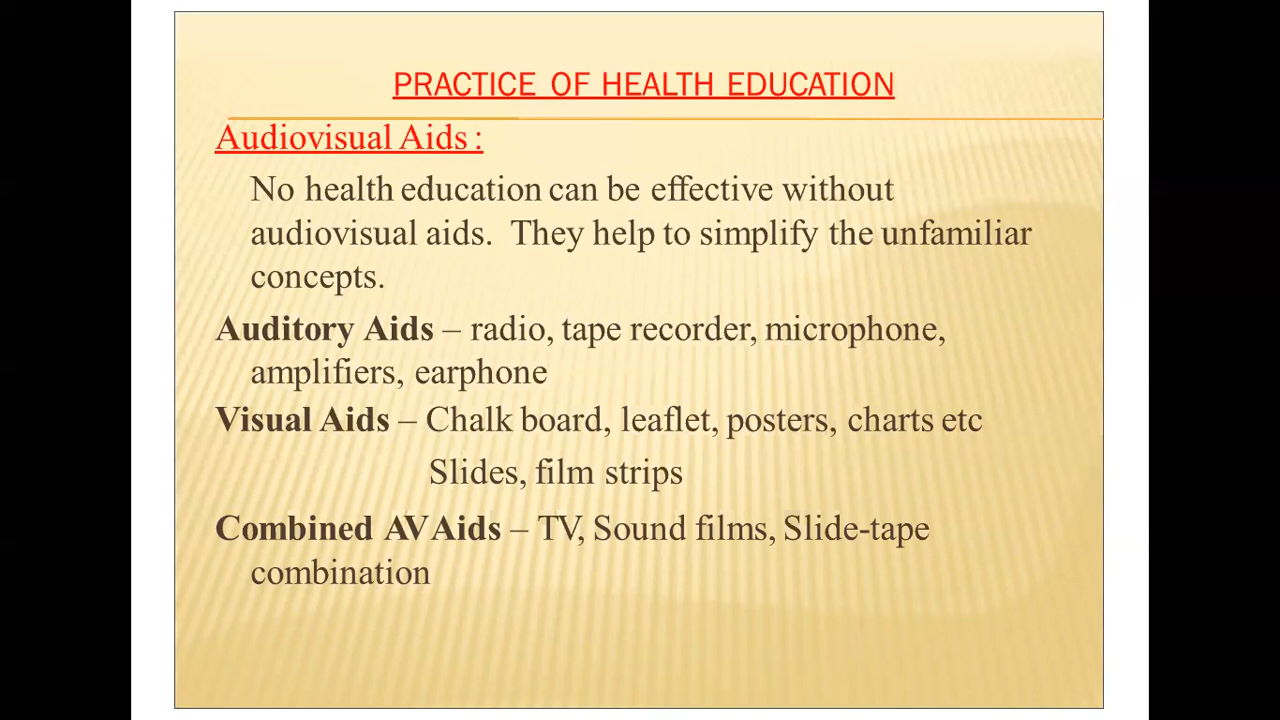 PRACTICE OF HEALTH EDUCATION
Audiovisual Aids :
No health education can be effective without
audiovisual aids. They help to simplify the unfamiliar
concepts.
Auditory Aids – radio, tape recorder, microphone,
amplifiers, earphone
Visual Aids – Chalk board, leaflet, posters, charts etc
Slides, film strips
Combined AV Aids – TV, Sound films, Slide-tape
combination